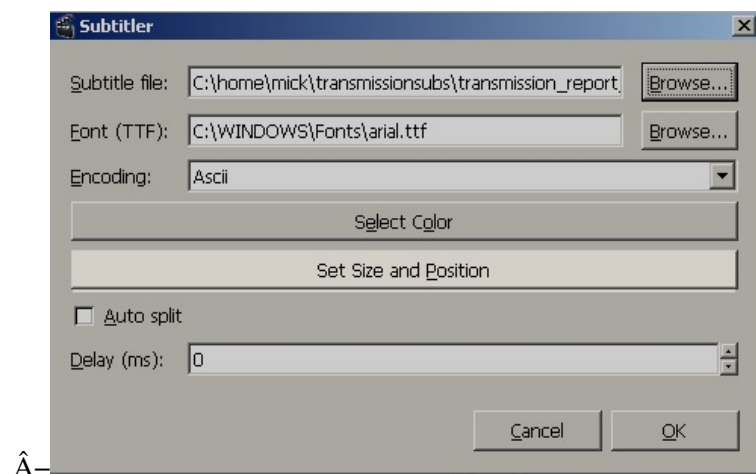 Subtitler
Subtitle file: C:\home\mick\transmissionsubs\transmission_report_ Browse...
Font (TTF): C:\WINDOWS\Fonts\arial.ttf Browse...
Encoding: Ascii
Select Color
Set Size and Position
Auto split
Delay (ms): 0
Cancel OK
Â–